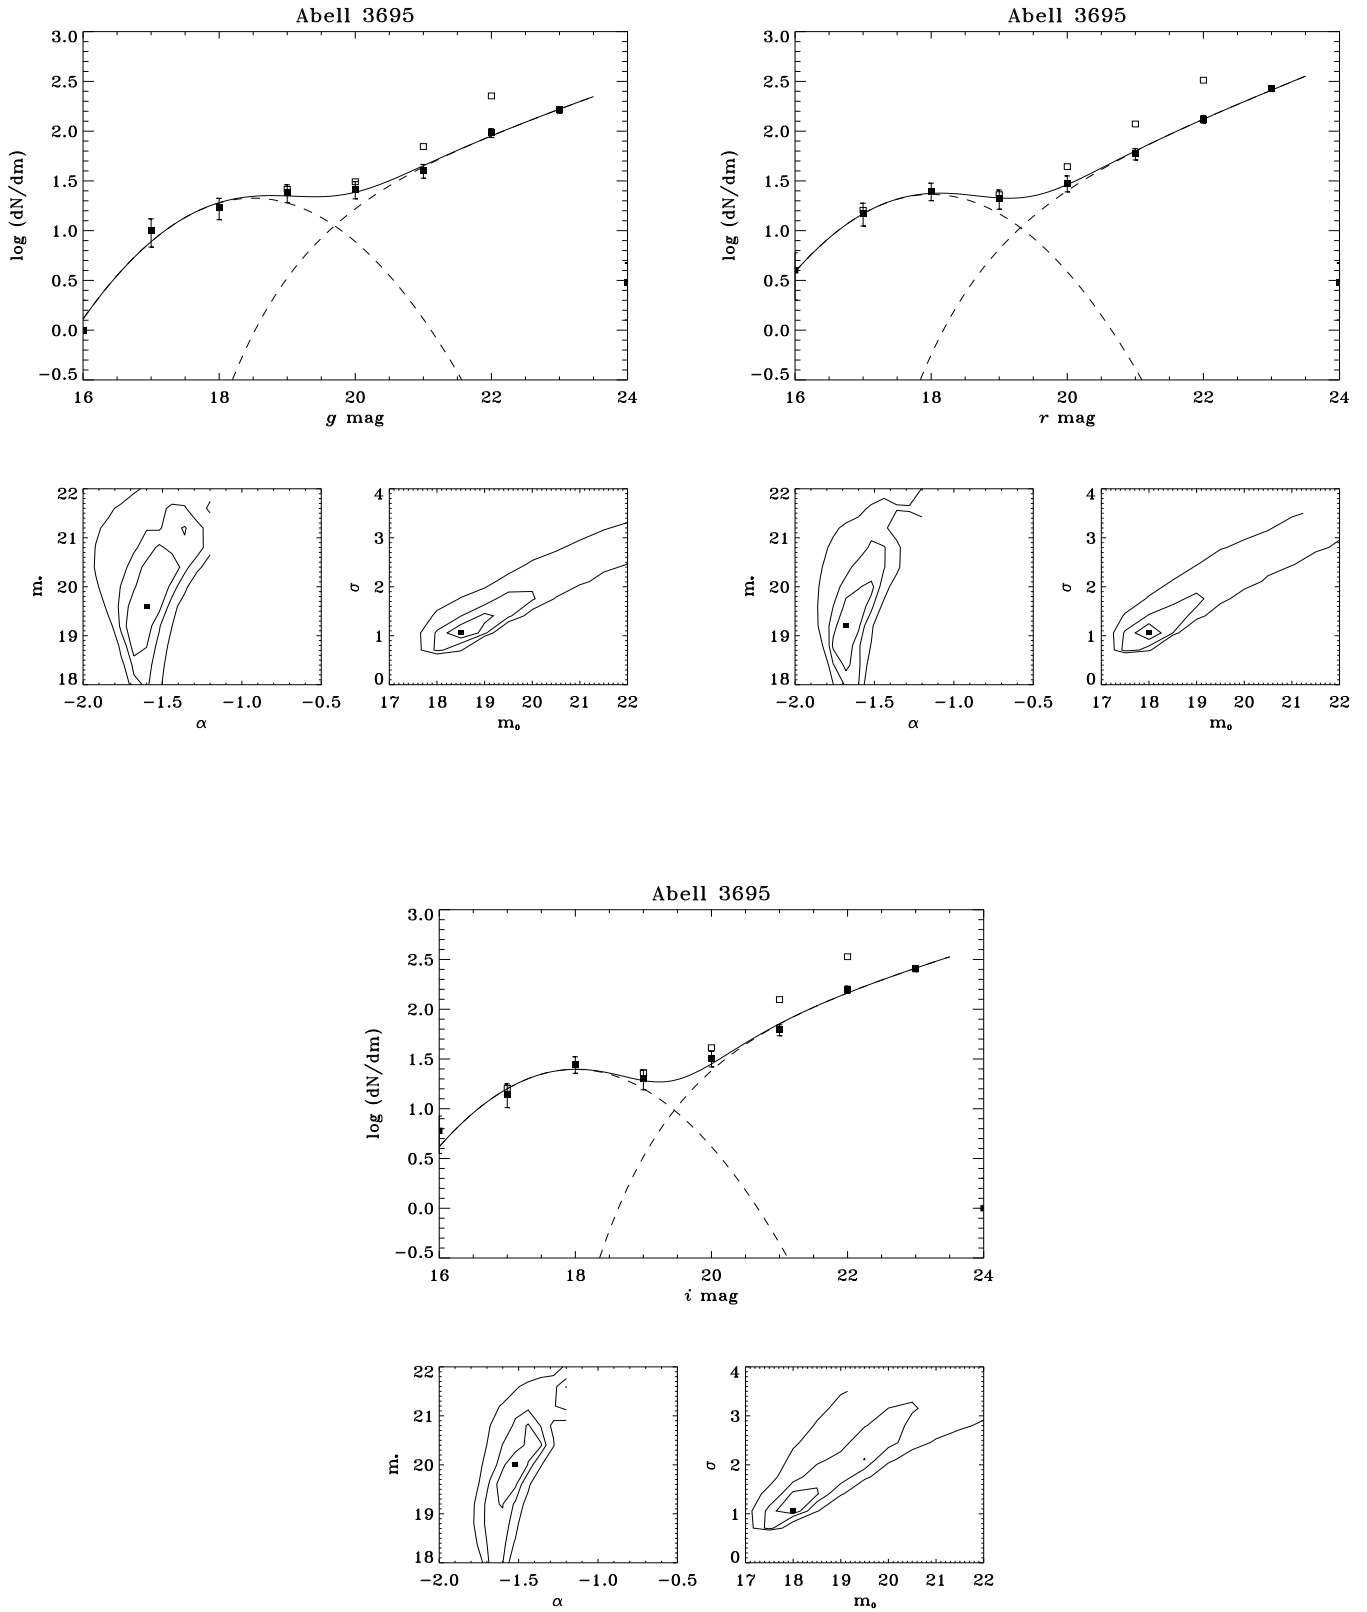 Abell 3695
3.0
2.5
2.0
1.5
1.0
0.5
0.0
−0.5
log (dN/dm)
16 18 20 22 24
g mag
Abell 3695
3.0
2.5
2.0
1.5
1.0
0.5
0.0
−0.5
log (dN/dm)
16 18 20 22 24
r mag
22
21
20
19
18
m*
−2.0 −1.5 −1.0 −0.5
α
4
3
2
1
0
σ
17 18 19 20 21 22
m₀
22
21
20
19
18
m*
−2.0 −1.5 −1.0 −0.5
α
4
3
2
1
0
σ
17 18 19 20 21 22
m₀
Abell 3695
3.0
2.5
2.0
1.5
1.0
0.5
0.0
−0.5
log (dN/dm)
16 18 20 22 24
i mag
22
21
20
19
18
m*
−2.0 −1.5 −1.0 −0.5
α
4
3
2
1
0
σ
17 18 19 20 21 22
m₀